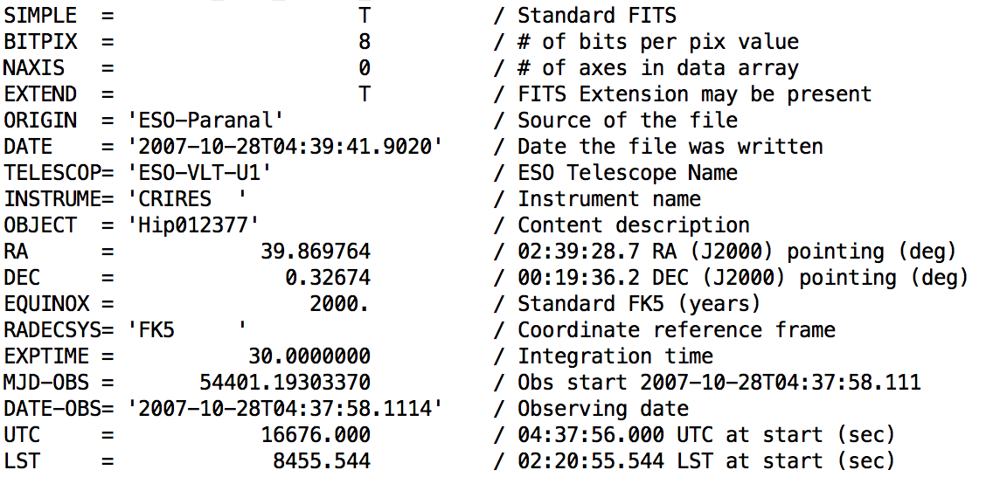 SIMPLE  =                    T          / Standard FITS
BITPIX  =                    8          / # of bits per pix value
NAXIS   =                    0          / # of axes in data array
EXTEND  =                    T          / FITS Extension may be present
ORIGIN  = 'ESO-Paranal'                 / Source of the file
DATE    = '2007-10-28T04:39:41.9020'    / Date the file was written
TELESCOP= 'ESO-VLT-U1'                  / ESO Telescope Name
INSTRUME= 'CRIRES  '                    / Instrument name
OBJECT  = 'Hip012377'                   / Content description
RA      =            39.869764          / 02:39:28.7 RA (J2000) pointing (deg)
DEC     =              0.32674          / 00:19:36.2 DEC (J2000) pointing (deg)
EQUINOX =                2000.          / Standard FK5 (years)
RADECSYS= 'FK5     '                    / Coordinate reference frame
EXPTIME =           30.0000000          / Integration time
MJD-OBS =       54401.19303370          / Obs start 2007-10-28T04:37:58.111
DATE-OBS= '2007-10-28T04:37:58.1114'    / Observing date
UTC     =            16676.000          / 04:37:56.000 UTC at start (sec)
LST     =             8455.544          / 02:20:55.544 LST at start (sec)